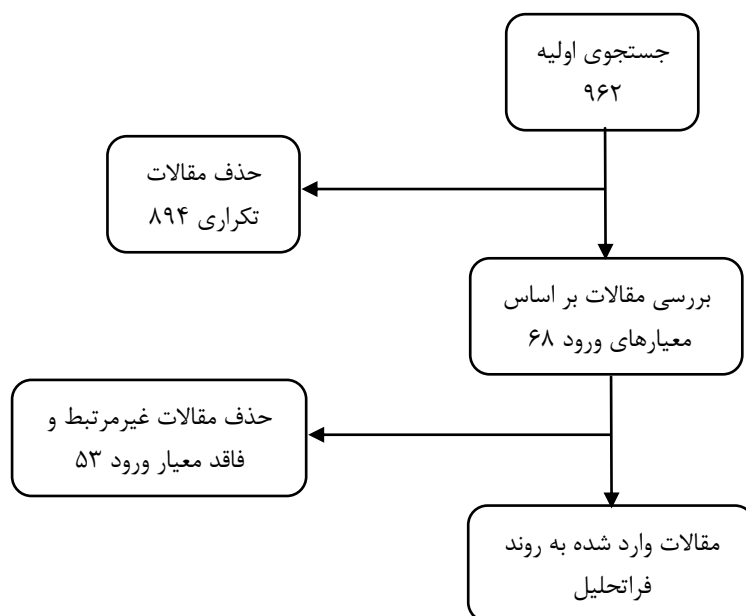 جستجوی اولیه
۹۶۲
حذف مقالات
تکراری ۸۹۴
بررسی مقالات بر اساس
معیارهای ورود ۶۸
حذف مقالات غیرمرتبط و
فاقد معیار ورود ۵۳
مقالات وارد شده به روند
فراتحلیل